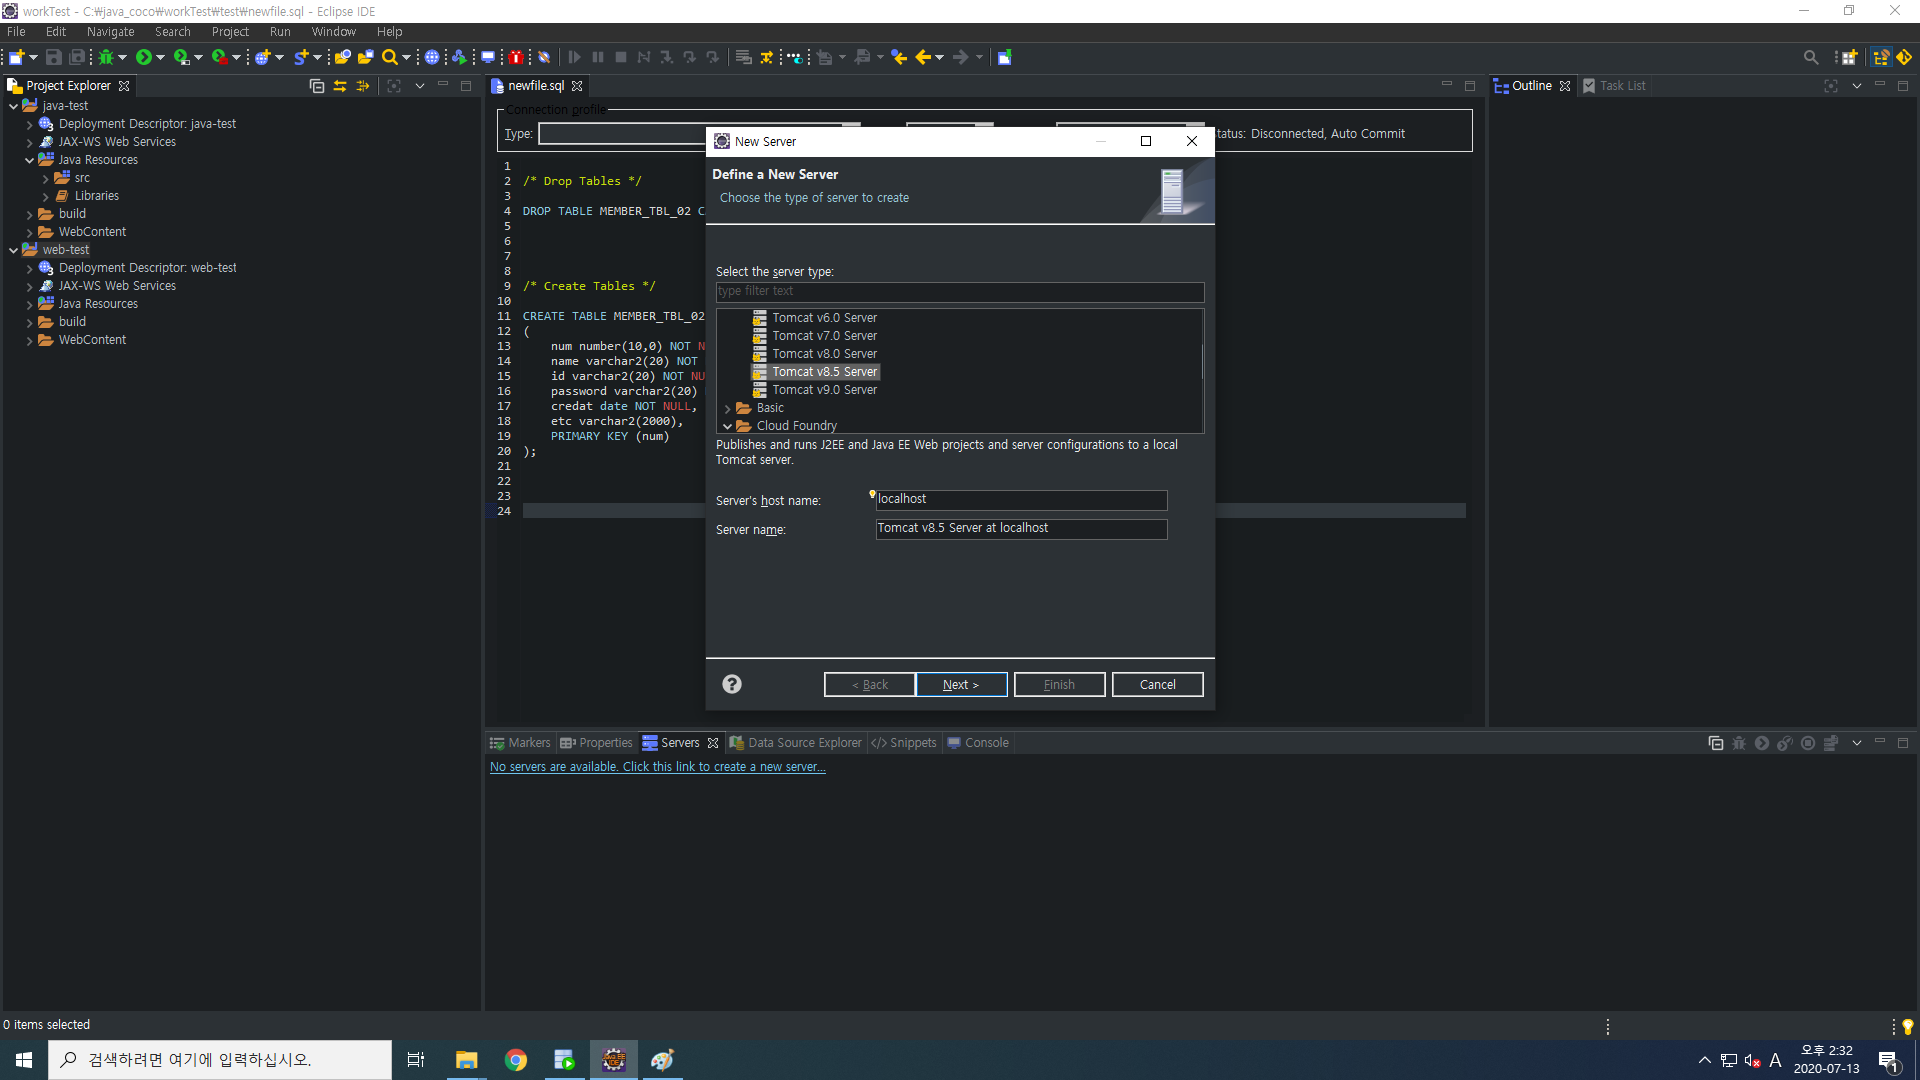 workTest - C:₩java_coco₩workTest₩test₩newfile.sql - Eclipse IDE
File Edit Navigate Search Project Run Window Help
Project Explorer
java-test
Deployment Descriptor: java-test
JAX-WS Web Services
Java Resources
src
Libraries
build
WebContent
web-test
Deployment Descriptor: web-test
JAX-WS Web Services
Java Resources
build
WebContent
newfile.sql
Connection profile
Type:
tatus: Disconnected, Auto Commit
1
2 /* Drop Tables */
3
4 DROP TABLE MEMBER_TBL_02 C
5
6
7
8
9 /* Create Tables */
10
11 CREATE TABLE MEMBER_TBL_02
12 (
13 num number(10,0) NOT N
14 name varchar2(20) NOT
15 id varchar2(20) NOT NU
16 password varchar2(20)
17 credat date NOT NULL,
18 etc varchar2(2000),
19 PRIMARY KEY (num)
20 );
21
22
23
24
New Server
Define a New Server
Choose the type of server to create
Select the server type:
type filter text
Tomcat v6.0 Server
Tomcat v7.0 Server
Tomcat v8.0 Server
Tomcat v8.5 Server
Tomcat v9.0 Server
Basic
Cloud Foundry
Publishes and runs J2EE and Java EE Web projects and server configurations to a local
Tomcat server.
Server's host name: localhost
Server name: Tomcat v8.5 Server at localhost
< Back Next > Finish Cancel
Outline Task List
Markers Properties Servers Data Source Explorer Snippets Console
No servers are available. Click this link to create a new server...
0 items selected
검색하려면 여기에 입력하십시오.
A
오후 2:32
2020-07-13
1